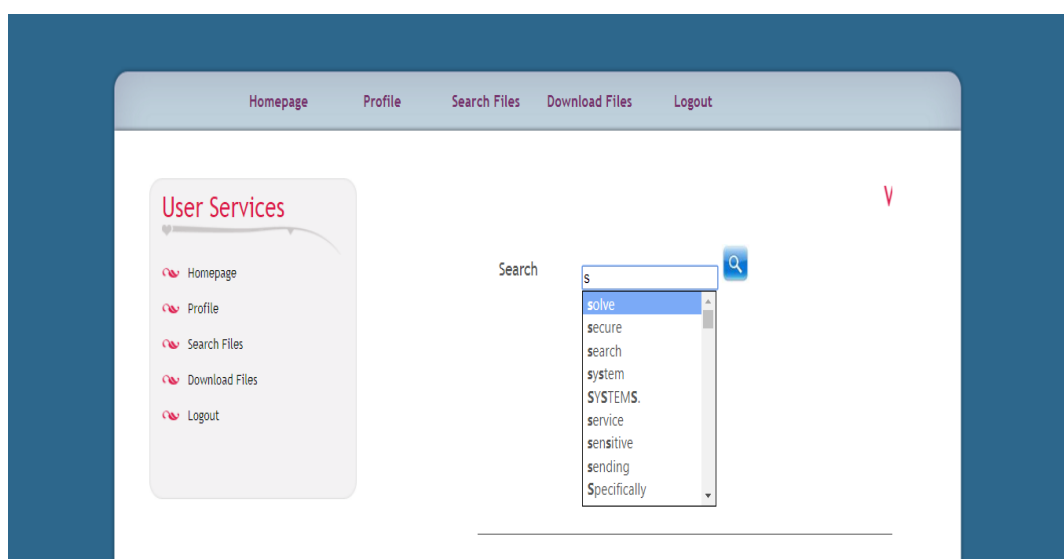 Homepage Profile Search Files Download Files Logout
User Services
Homepage
Profile
Search Files
Download Files
Logout
V
Search
s
solve
secure
search
system
SYSTEMS.
service
sensitive
sending
Specifically